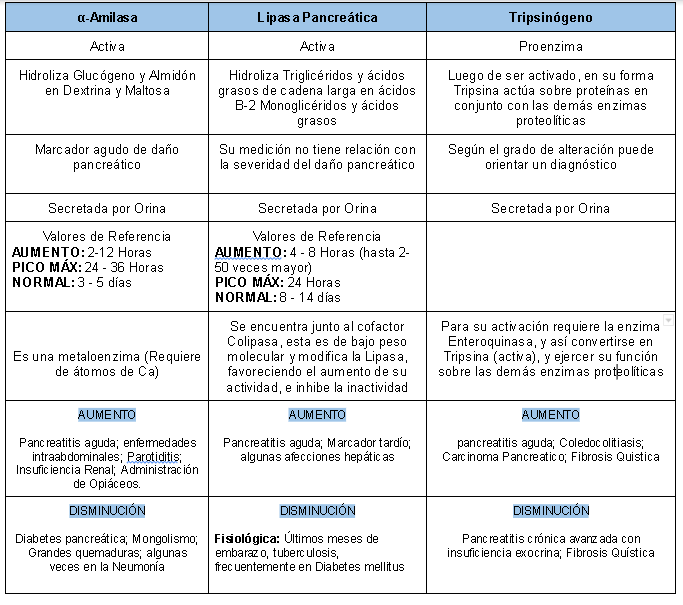 α-Amilasa
Lipasa Pancreática
Tripsinógeno
Activa
Activa
Proenzima
Hidroliza Glucógeno y Almidón
en Dextrina y Maltosa
Hidroliza Triglicéridos y ácidos
grasos de cadena larga en ácidos
B-2 Monoglicéridos y ácidos
grasos
Luego de ser activado, en su forma
Tripsina actúa sobre proteínas en
conjunto con las demás enzimas
proteolíticas
Marcador agudo de daño
pancreático
Su medición no tiene relación con
la severidad del daño pancreático
Según el grado de alteración puede
orientar un diagnóstico
Secretada por Orina
Secretada por Orina
Secretada por Orina
Valores de Referencia
AUMENTO: 2-12 Horas
PICO MÁX: 24 - 36 Horas
NORMAL: 3 - 5 días
Valores de Referencia
AUMENTO: 4 - 8 Horas (hasta 2-
50 veces mayor)
PICO MÁX: 24 Horas
NORMAL: 8 - 14 días
Es una metaloenzima (Requiere
de átomos de Ca)
Se encuentra junto al cofactor
Colipasa, esta es de bajo peso
molecular y modifica la Lipasa,
favoreciendo el aumento de su
actividad, e inhibe la inactividad
Para su activación requiere la enzima
Enteroquinasa, y así convertirse en
Tripsina (activa), y ejercer su función
sobre las demás enzimas proteolíticas
AUMENTO
Pancreatitis aguda; enfermedades
intraabdominales; Parotiditis;
Insuficiencia Renal; Administración
de Opiáceos.
AUMENTO
Pancreatitis aguda; Marcador tardío;
algunas afecciones hepáticas
AUMENTO
pancreatitis aguda; Coledocolitiasis;
Carcinoma Pancreatico; Fibrosis Quistica
DISMINUCIÓN
Diabetes pancreática; Mongolismo;
Grandes quemaduras; algunas
veces en la Neumonía
DISMINUCIÓN
Fisiológica: Últimos meses de
embarazo, tuberculosis,
frecuentemente en Diabetes mellitus
DISMINUCIÓN
Pancreatitis crónica avanzada con
insuficiencia exocrina; Fibrosis Quística